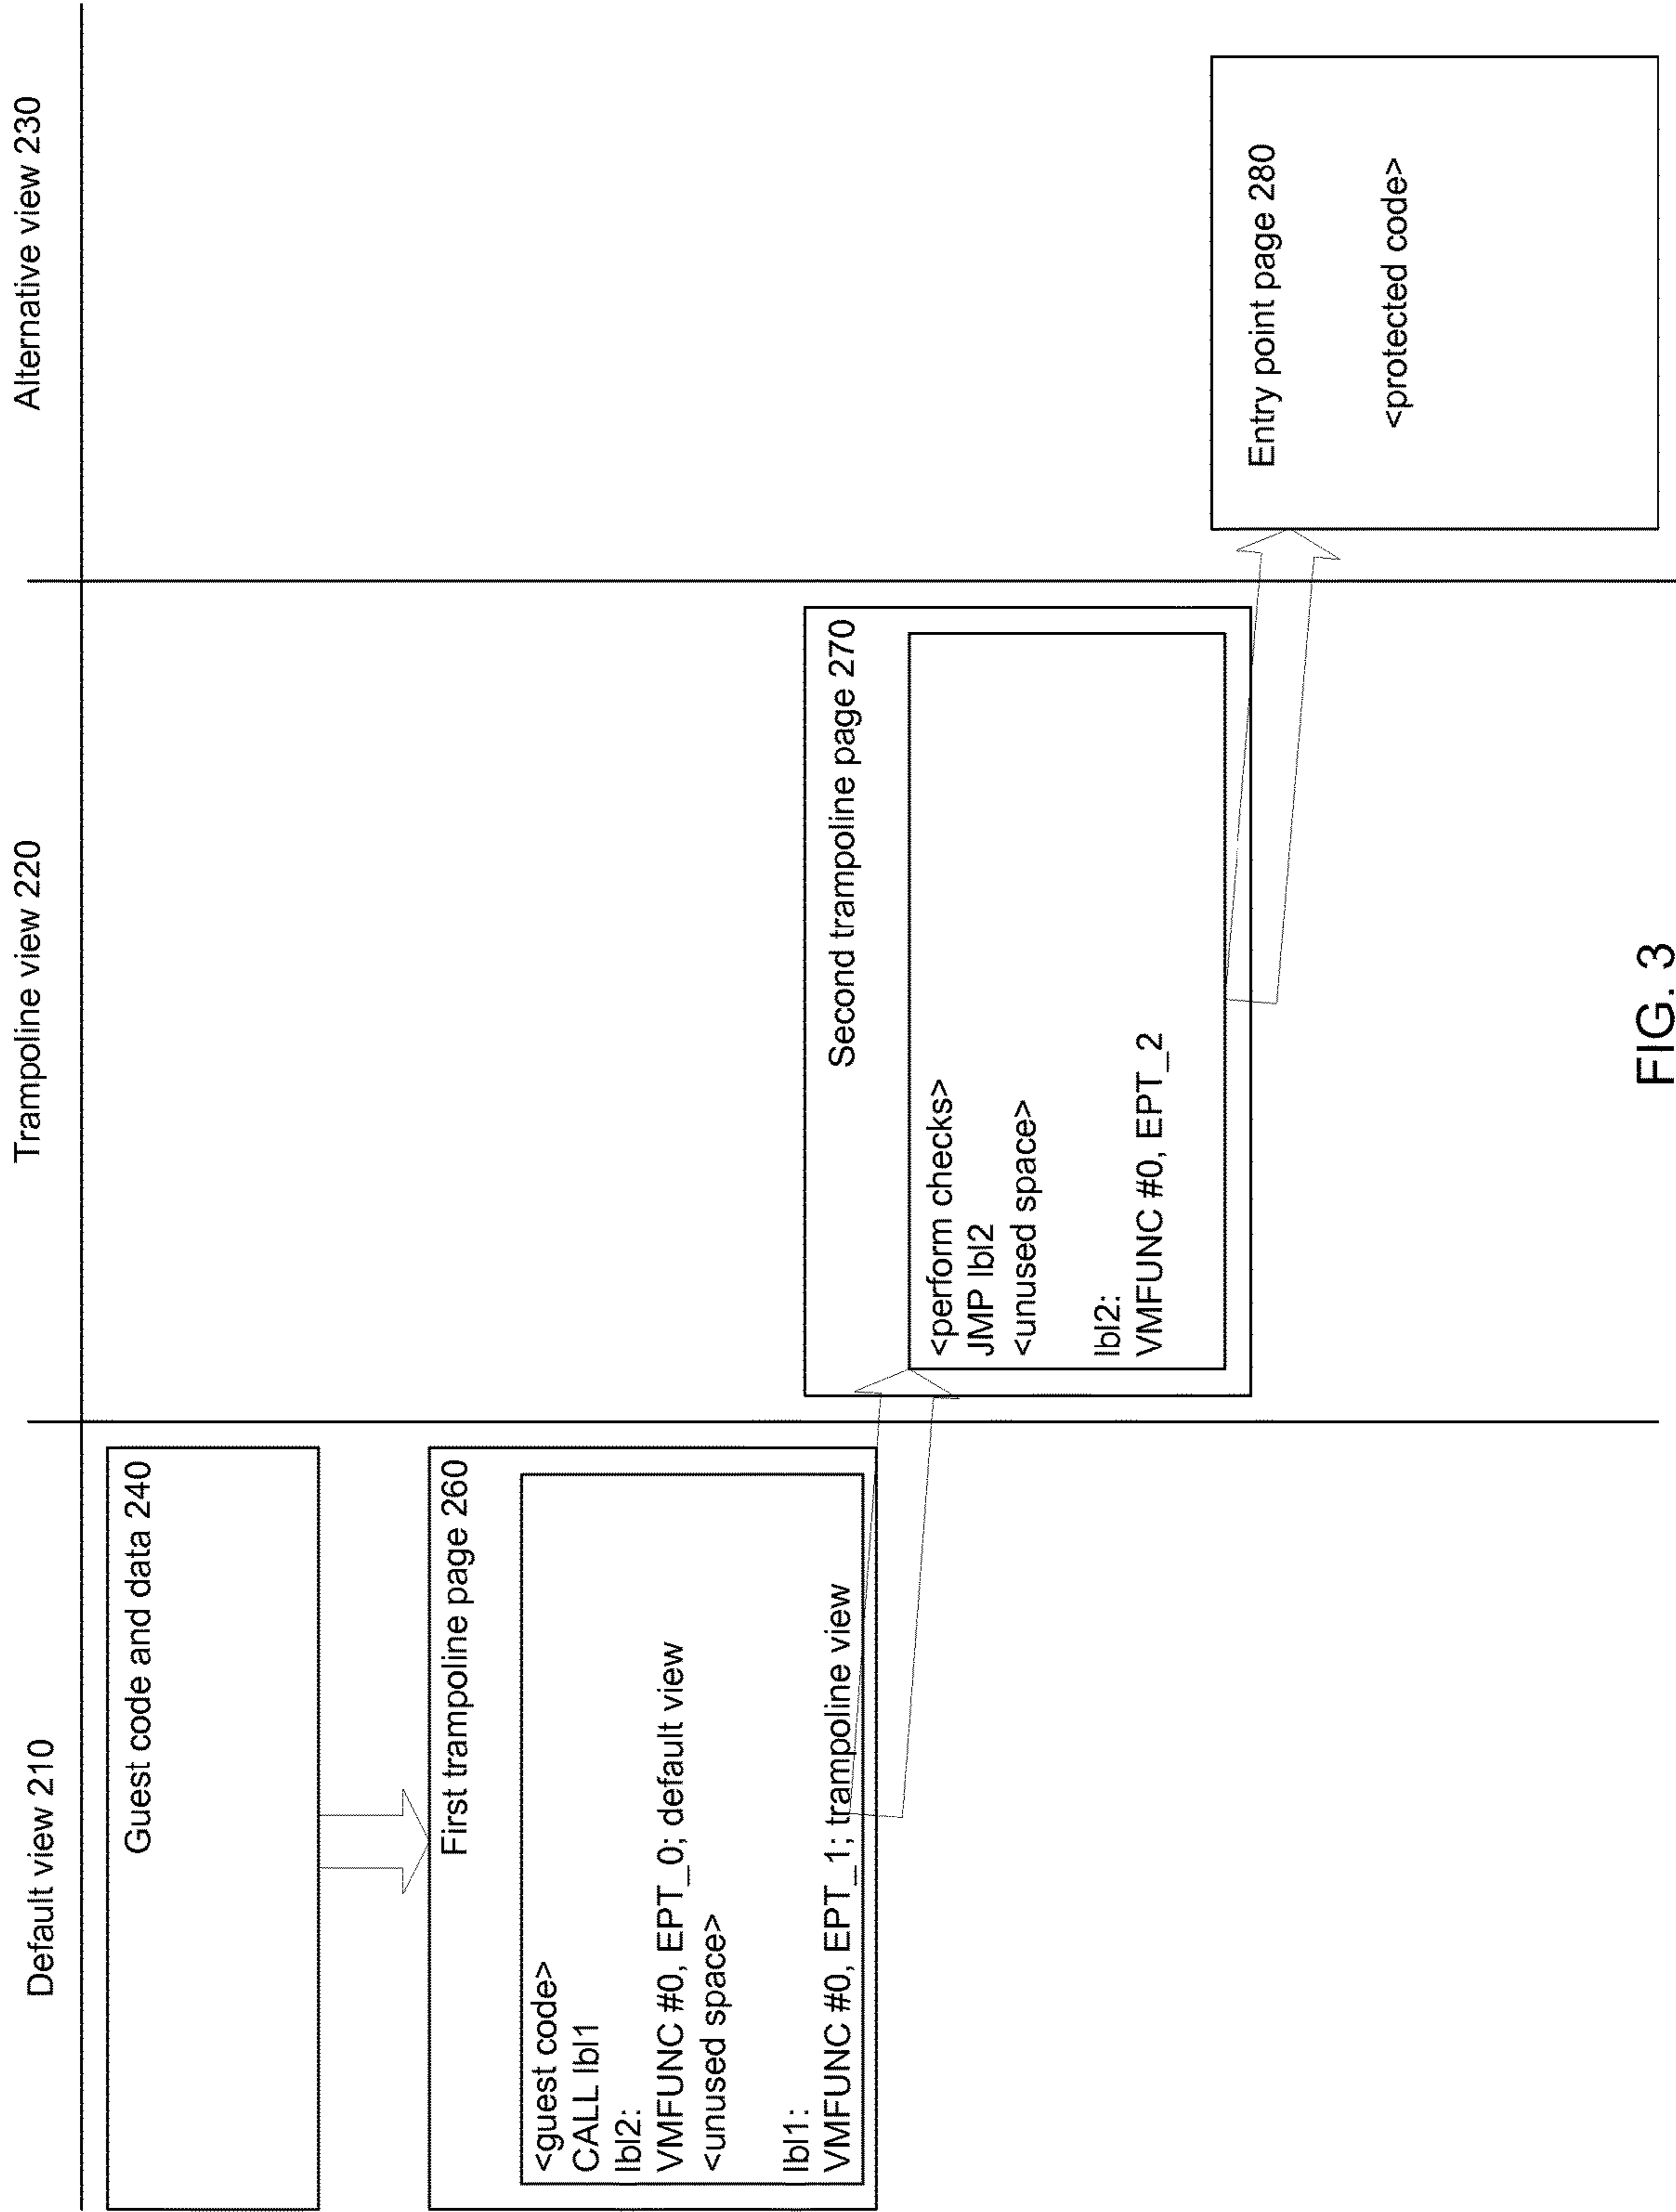 Default view 210
Trampoline view 220
Alternative view 230
Guest code and data 240
First trampoline page 260
<guest code>
CALL lbl1
lbl2:
VMFUNC #0, EPT_0; default view
<unused space>
lbl1:
VMFUNC #0, EPT_1; trampoline view
Second trampoline page 270
<perform checks>
JMP lbl2
<unused space>
lbl2:
VMFUNC #0, EPT_2
Entry point page 280
<protected code>
FIG. 3